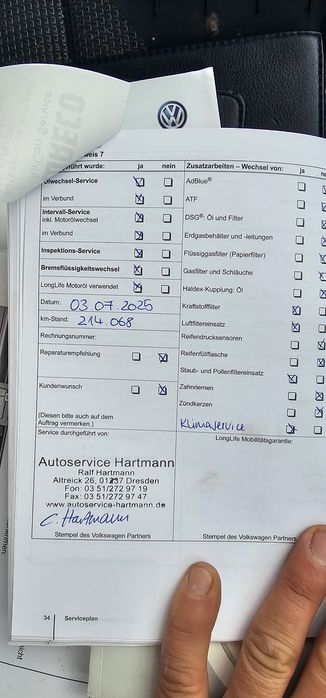 VW
weis 7
führt wurde: ja nein
Ölwechsel-Service
im Verbund
Intervall-Service
inkl. Motorölwechsel
im Verbund
Inspektions-Service
Bremsflüssigkeitswechsel
LongLife Motoröl verwendet
Datum: 03.07.2025
km-Stand: 214.068
Rechnungsnummer:
Reparaturempfehlung
Kundenwunsch
(Diesen bitte auch auf dem
Auftrag vermerken.)
Service durchgeführt von:
Autoservice Hartmann
Ralf Hartmann
Altreick 26, 01237 Dresden
Fon: 03 51/272 97 19
Fax: 03 51/272 97 47
www.autoservice-hartmann.de
C. Hartmann
Stempel des Volkswagen Partners
Zusatzarbeiten – Wechsel von: ja
AdBlue®
ATF
DSG®: Öl und Filter
Erdgasbehälter und -leitungen
Flüssiggasfilter (Papierfilter)
Gasfilter und Schläuche
Haldex-Kupplung: Öl
Kraftstofffilter
Luftfiltereinsatz
Reifendrucksensoren
Reifenfüllflasche
Staub- und Pollenfiltereinsatz
Zahnriemen
Zündkerzen
Klimaservice
LongLife Mobilitätsgarantie:
Stempel des Volkswagen Partners
34 Serviceplan